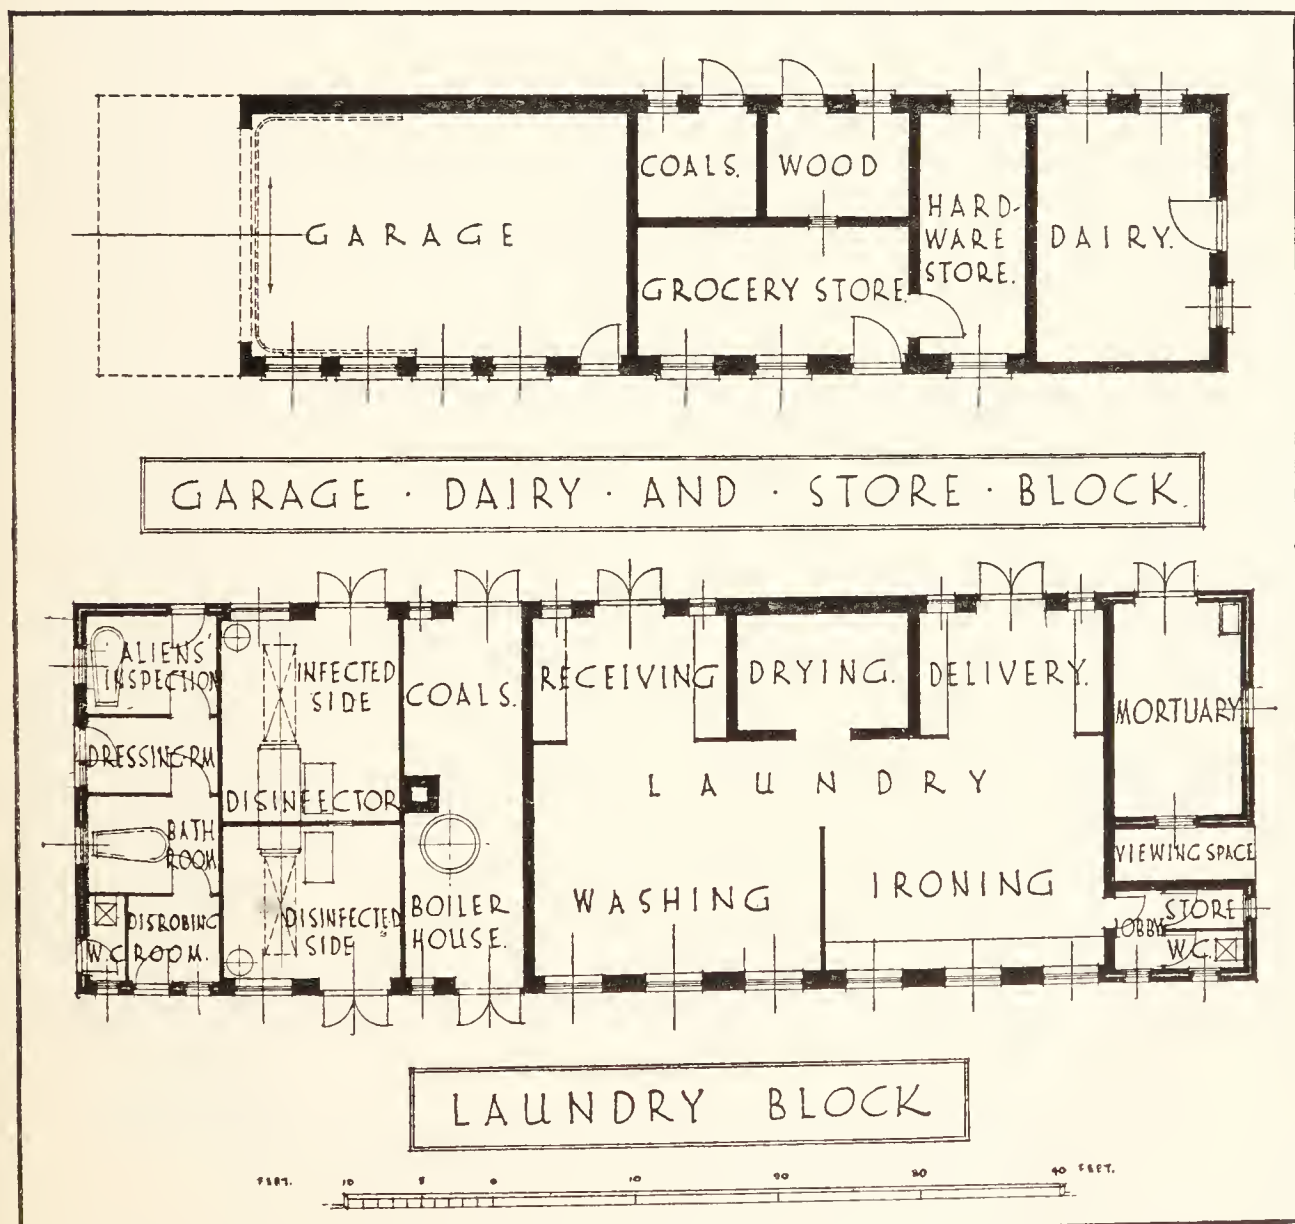 COALS.
WOOD
GARAGE
HARD-
WARE
STORE.
DAIRY.
GROCERY STORE.
GARAGE · DAIRY · AND · STORE · BLOCK.
ALIENS'
INSPECTION
INFECTED
SIDE
COALS.
RECEIVING
DRYING.
DELIVERY.
MORTUARY
DRESSING-RM
DISINFECTOR
LAUNDRY
BATH
ROOM
VIEWING SPACE
WASHING
IRONING
DISROBING
ROOM.
W.C.
DISINFECTED
SIDE
BOILER
HOUSE.
LOBBY
STORE
W.C.
LAUNDRY BLOCK
FEET. 10 5 0 10 20 30 40 FEET.